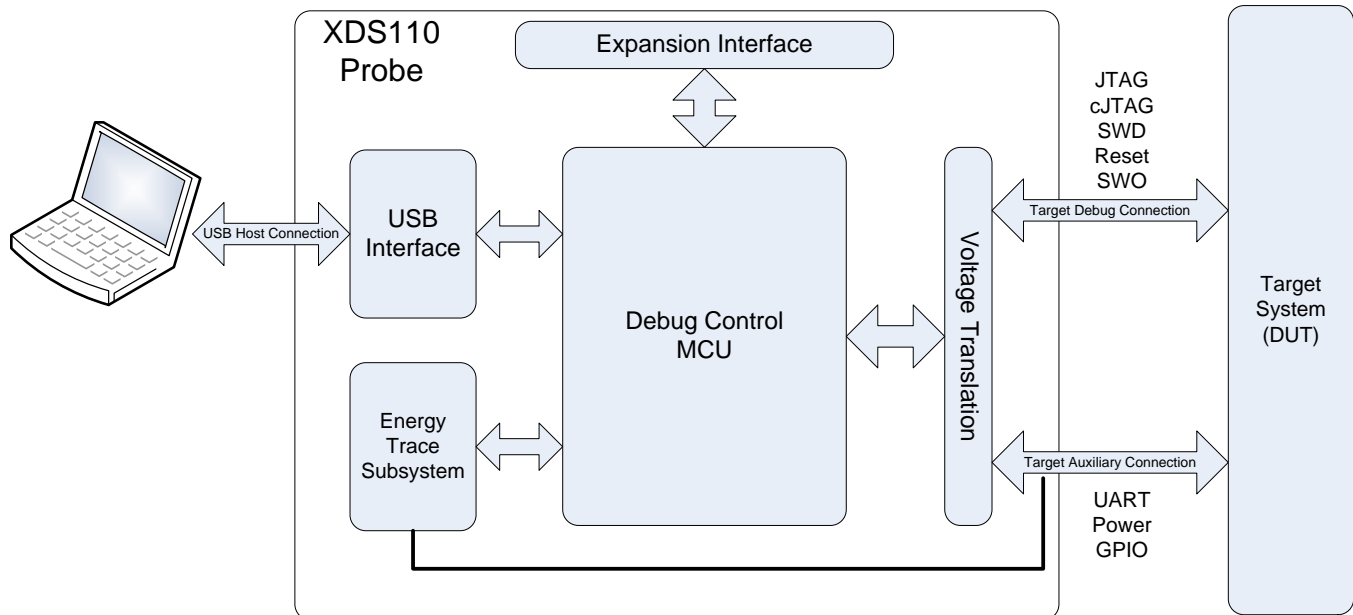 XDS110
Probe
Expansion Interface
JTAG
cJTAG
SWD
Reset
SWO
USB Host Connection
USB
Interface
Debug Control
MCU
Voltage Translation
Target Debug Connection
Target
System
(DUT)
Energy
Trace
Subsystem
Target Auxiliary Connection
UART
Power
GPIO